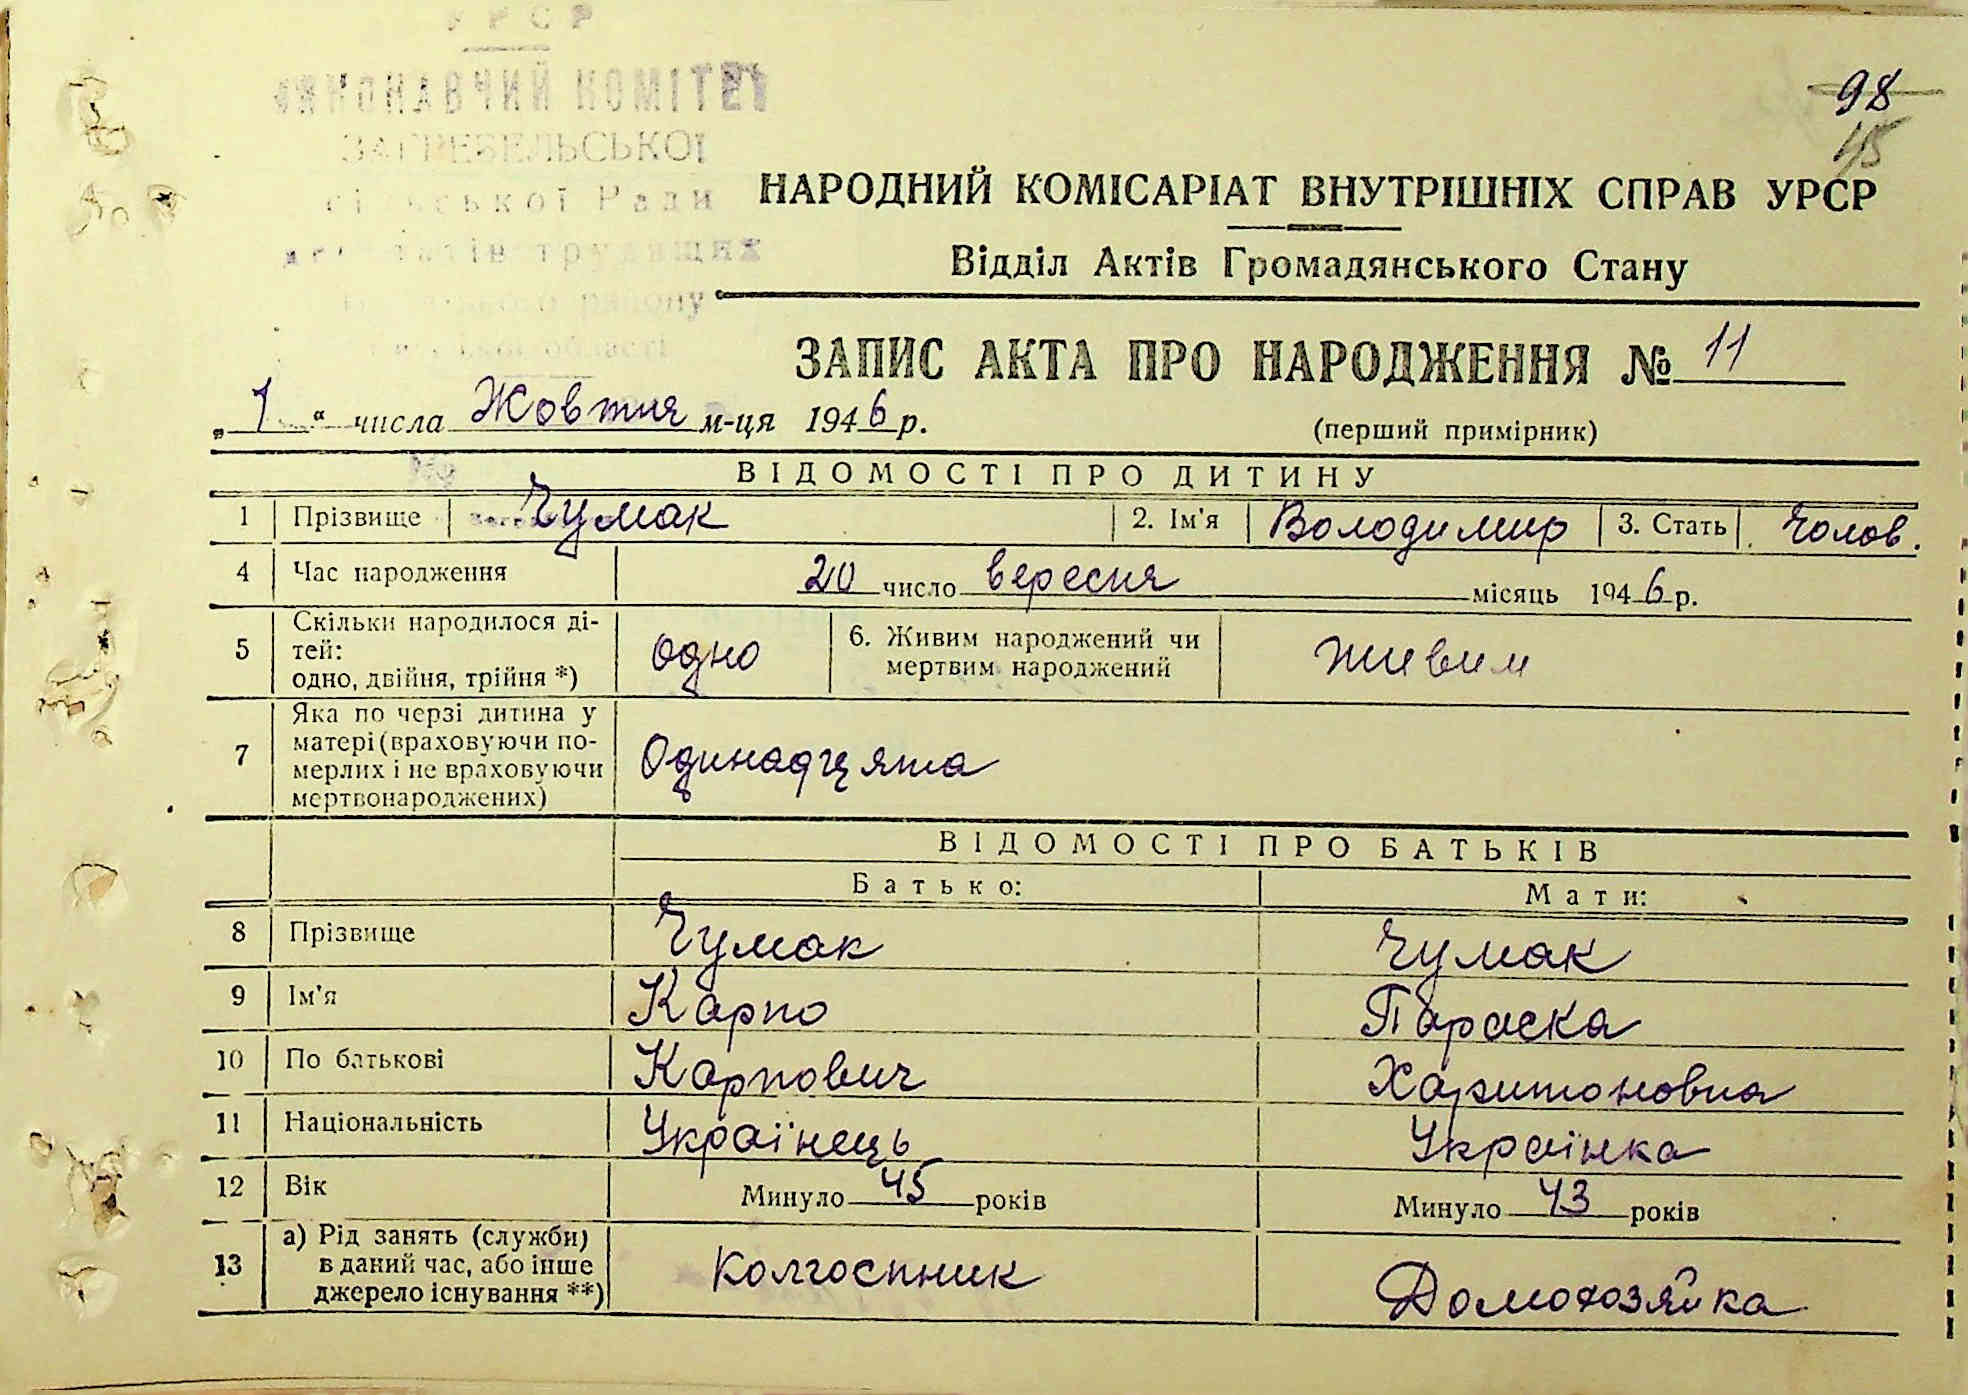 УРСР
ВИКОНАВЧИЙ КОМІТЕТ
ЗАГРЕБЕЛЬСЬКОЇ
сільської Ради
депутатів трудящих
району
області
98
45
НАРОДНИЙ КОМІСАРІАТ ВНУТРІШНІХ СПРАВ УРСР
Відділ Актів Громадянського Стану
ЗАПИС АКТА ПРО НАРОДЖЕННЯ № 11
„1“ числа Жовтня м-ця 1946 р.
(перший примірник)
№
ВІДОМОСТІ ПРО ДИТИНУ
1 Прізвище Чумак 2. Ім'я Володимир 3. Стать Чолов.
4 Час народження 20 число вересня місяць 1946 р.
5 Скільки народилося ді-
тей:
одно, двійня, трійня *) одно 6. Живим народжений чи
мертвим народжений живим
7 Яка по черзі дитина у
матері (враховуючи по-
мерлих і не враховуючи
мертвонароджених) Одинадцята
ВІДОМОСТІ ПРО БАТЬКІВ
Батько: Мати:
8 Прізвище Чумак Чумак
9 Ім'я Карпо Параска
10 По батькові Карпович Харитоновна
11 Національність Українець Українка
12 Вік Минуло 45 років Минуло 43 років
13 а) Рід занять (служби)
в даний час, або інше
джерело існування **) Колгоспник Домохозяйка